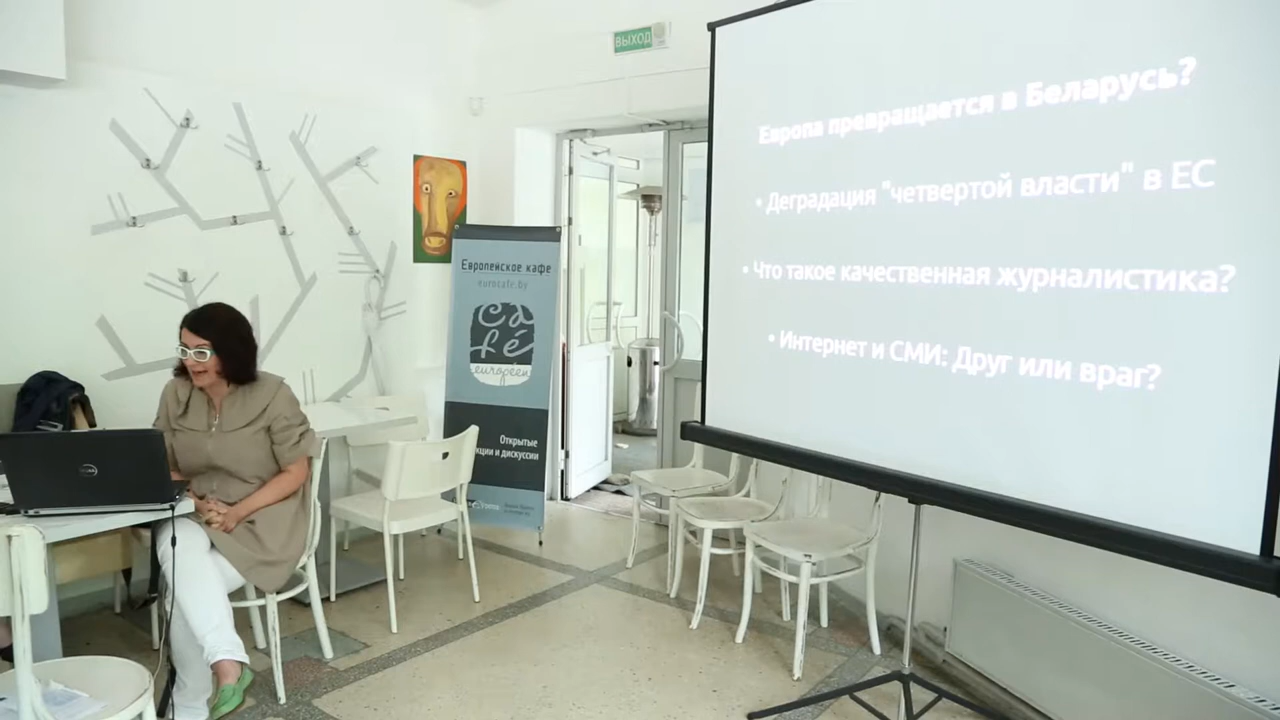 ВЫХОД
Европа превращается в Беларусь?
• Деградация "четвертой власти" в ЕС
• Что такое качественная журналистика?
• Интернет и СМИ: Друг или враг?
Европейское кафе
eurocafe.by
café
européen
Открытые
кции и дискуссии
DELL